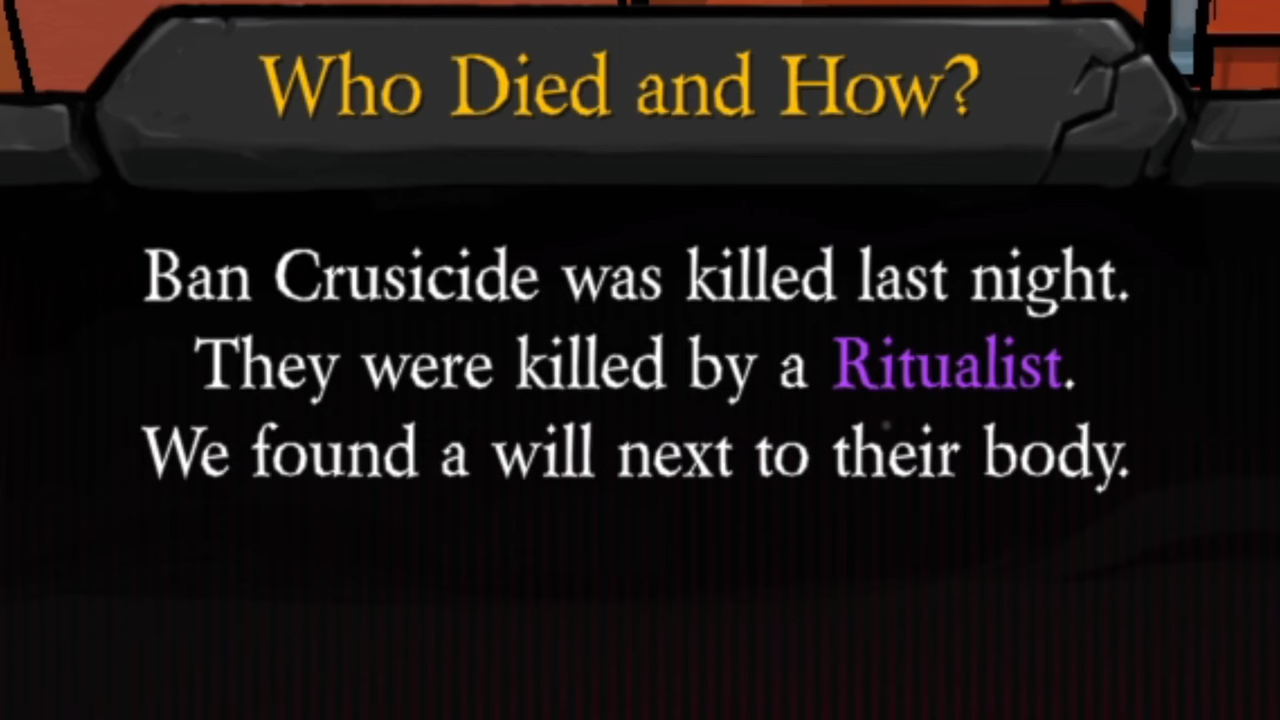 Who Died and How?
Ban Crusicide was killed last night.
They were killed by a Ritualist.
We found a will next to their body.